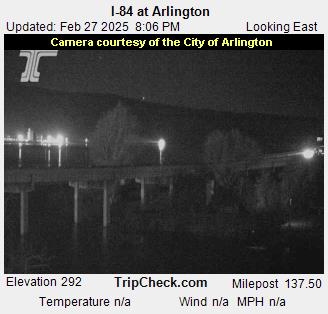 I-84 at Arlington
Updated: Feb 27 2025 8:06 PM Looking East
Camera courtesy of the City of Arlington
Elevation 292 TripCheck.com Milepost 137.50
Temperature n/a Wind n/a MPH n/a